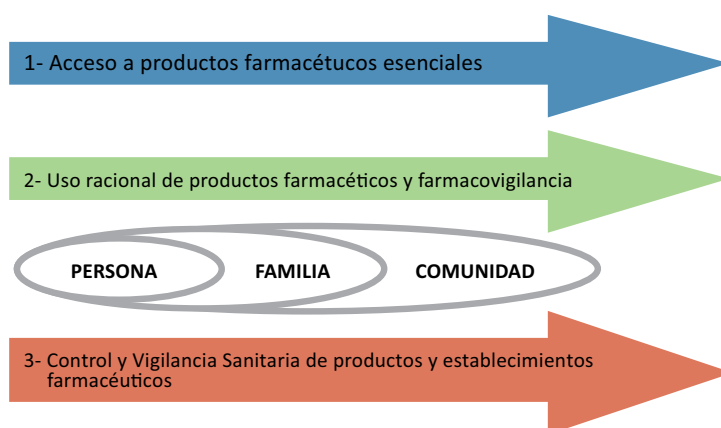 1- Acceso a productos farmacétucos esenciales
2- Uso racional de productos farmacéticos y farmacovigilancia
PERSONA FAMILIA COMUNIDAD
3- Control y Vigilancia Sanitaria de productos y establecimientos
farmacéuticos